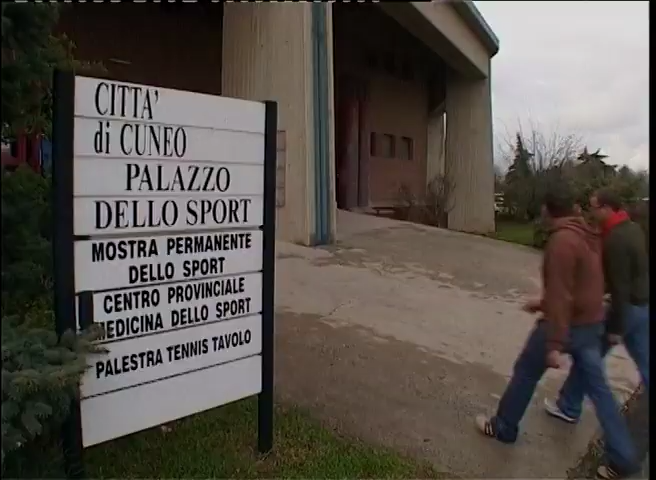 CITTA'
di CUNEO
PALAZZO
DELLO SPORT
MOSTRA PERMANENTE
DELLO SPORT
CENTRO PROVINCIALE
MEDICINA DELLO SPORT
PALESTRA TENNIS TAVOLO